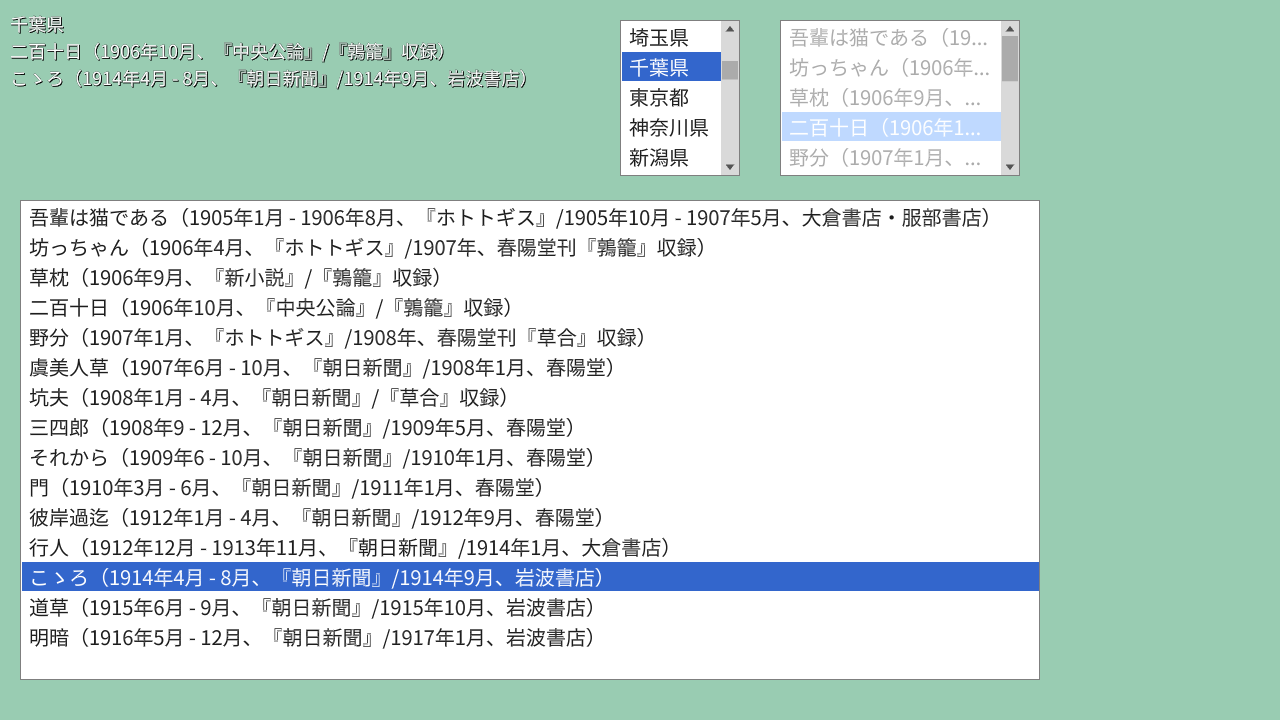 千葉県
二百十日（1906年10月、『中央公論』/『鶉籠』収録）
こゝろ（1914年4月 - 8月、『朝日新聞』/1914年9月、岩波書店）
埼玉県
千葉県
東京都
神奈川県
新潟県
吾輩は猫である（19...
坊っちゃん（1906年...
草枕（1906年9月、...
二百十日（1906年1...
野分（1907年1月、...
吾輩は猫である（1905年1月 - 1906年8月、『ホトトギス』/1905年10月 - 1907年5月、大倉書店・服部書店）
坊っちゃん（1906年4月、『ホトトギス』/1907年、春陽堂刊『鶉籠』収録）
草枕（1906年9月、『新小説』/『鶉籠』収録）
二百十日（1906年10月、『中央公論』/『鶉籠』収録）
野分（1907年1月、『ホトトギス』/1908年、春陽堂刊『草合』収録）
虞美人草（1907年6月 - 10月、『朝日新聞』/1908年1月、春陽堂）
坑夫（1908年1月 - 4月、『朝日新聞』/『草合』収録）
三四郎（1908年9 - 12月、『朝日新聞』/1909年5月、春陽堂）
それから（1909年6 - 10月、『朝日新聞』/1910年1月、春陽堂）
門（1910年3月 - 6月、『朝日新聞』/1911年1月、春陽堂）
彼岸過迄（1912年1月 - 4月、『朝日新聞』/1912年9月、春陽堂）
行人（1912年12月 - 1913年11月、『朝日新聞』/1914年1月、大倉書店）
こゝろ（1914年4月 - 8月、『朝日新聞』/1914年9月、岩波書店）
道草（1915年6月 - 9月、『朝日新聞』/1915年10月、岩波書店）
明暗（1916年5月 - 12月、『朝日新聞』/1917年1月、岩波書店）